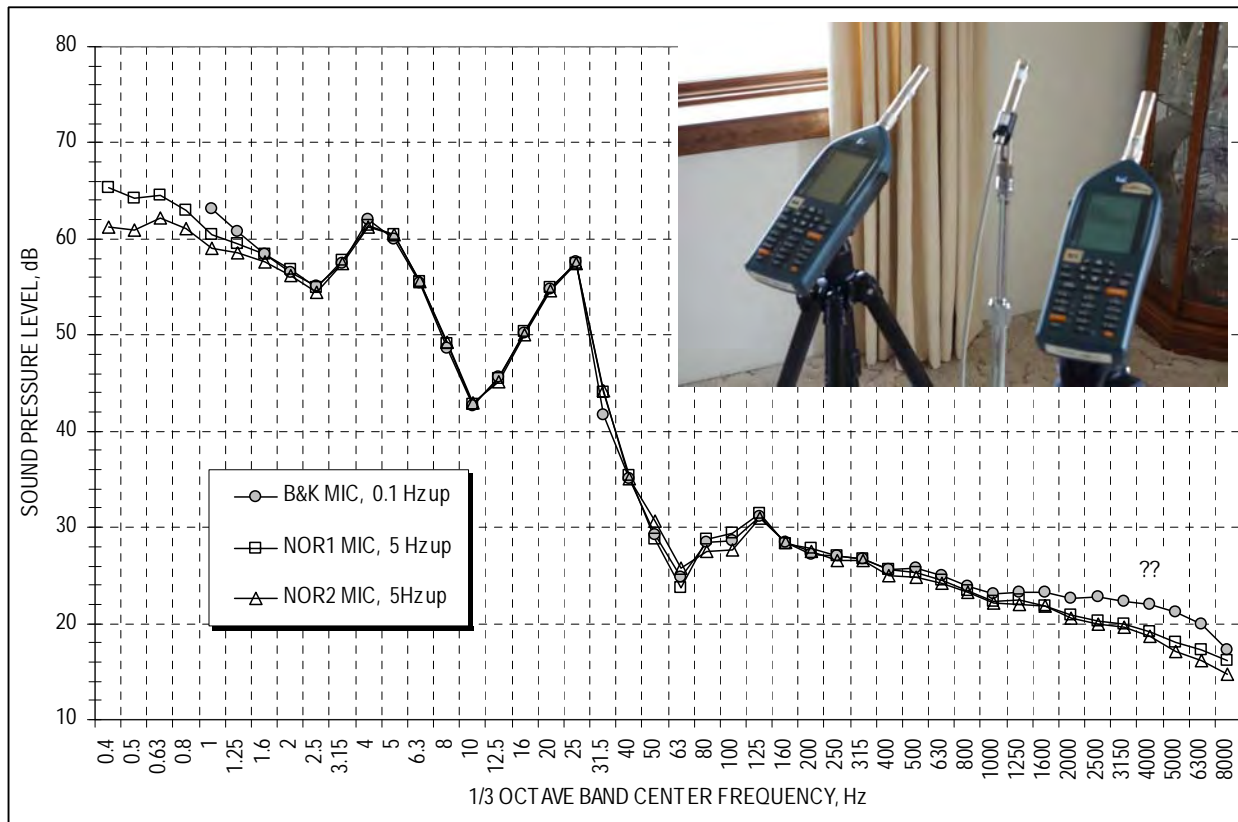 80
70
60
50
40
30
20
10
SOUND PRESSURE LEVEL, dB
B&K MIC, 0.1 Hz up
NOR1 MIC, 5 Hz up
NOR2 MIC, 5Hz up
??
0.4 0.5 0.63 0.8 1 1.25 1.6 2 2.5 3.15 4 5 6.3 8 10 12.5 16 20 25 31.5 40 50 63 80 100 125 160 200 250 315 400 500 630 800 1000 1250 1600 2000 2500 3150 4000 5000 6300 8000
1/3 OCTAVE BAND CENTER FREQUENCY, Hz